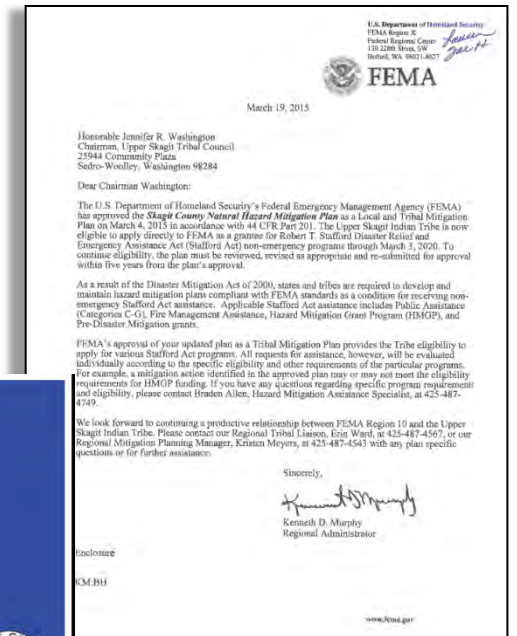 U.S. Department of Homeland Security
FEMA Region X
Federal Regional Center
130 228th Street, SW
Bothell, WA 98021-8627
FEMA
March 19, 2015
Honorable Jennifer R. Washington
Chairman, Upper Skagit Tribal Council
25944 Community Plaza
Sedro-Woolley, Washington 98284
Dear Chairman Washington:
The U.S. Department of Homeland Security's Federal Emergency Management Agency (FEMA)
has approved the Skagit County Natural Hazard Mitigation Plan as a Local and Tribal Mitigation
Plan on March 4, 2015 in accordance with 44 CFR Part 201. The Upper Skagit Indian Tribe is now
eligible to apply directly to FEMA as a grantee for Robert T. Stafford Disaster Relief and
Emergency Assistance Act (Stafford Act) non-emergency programs through March 3, 2020. To
continue eligibility, the plan must be reviewed, revised as appropriate and re-submitted for approval
within five years from the plan's approval.
As a result of the Disaster Mitigation Act of 2000, states and tribes are required to develop and
maintain hazard mitigation plans compliant with FEMA standards as a condition for receiving non-
emergency Stafford Act assistance. Applicable Stafford Act assistance includes Public Assistance
(Categories C-G), Fire Management Assistance, Hazard Mitigation Grant Program (HMGP), and
Pre-Disaster Mitigation grants.
FEMA's approval of your updated plan as a Tribal Mitigation Plan provides the Tribe eligibility to
apply for various Stafford Act programs. All requests for assistance, however, will be evaluated
individually according to the specific eligibility and other requirements of the particular programs.
For example, a mitigation action identified in the approved plan may or may not meet the eligibility
requirements for HMGP funding. If you have any questions regarding specific program requirements
and eligibility, please contact Braden Allen, Hazard Mitigation Assistance Specialist, at 425-487-
4749.
We look forward to continuing a productive relationship between FEMA Region 10 and the Upper
Skagit Indian Tribe. Please contact our Regional Tribal Liaison, Erin Ward, at 425-487-4567, or our
Regional Mitigation Planning Manager, Kristen Meyers, at 425-487-4543 with any plan specific
questions or for further assistance.
Sincerely,
Kenneth D. Murphy
Regional Administrator
Enclosure
KM:BH
www.fema.gov